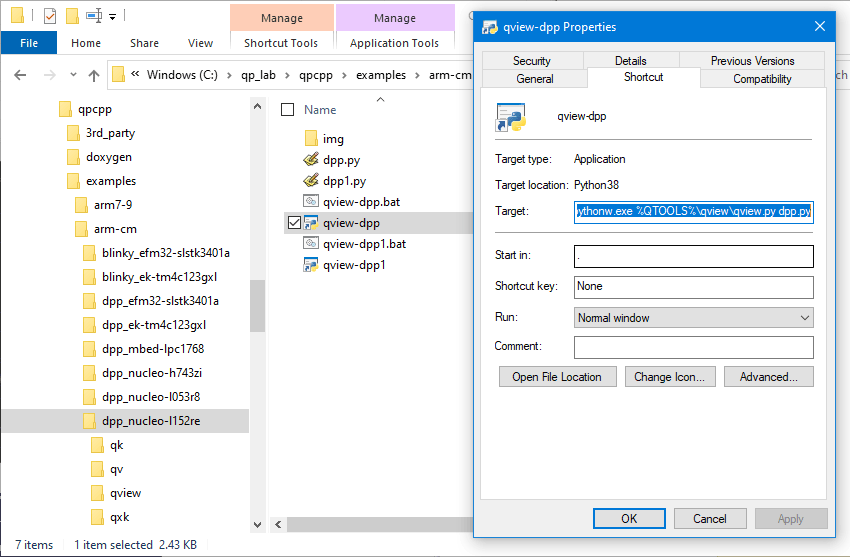 Manage
Manage
File
Home
Share
View
Shortcut Tools
Application Tools
« Windows (C:) › qp_lab › qpcpp › examples › arm-cm
ch
qpcpp
3rd_party
doxygen
examples
arm7-9
arm-cm
blinky_efm32-slstk3401a
blinky_ek-tm4c123gxl
dpp_efm32-slstk3401a
dpp_ek-tm4c123gxl
dpp_mbed-lpc1768
dpp_nucleo-h743zi
dpp_nucleo-l053r8
dpp_nucleo-l152re
qk
qv
qview
qxk
Name
img
dpp.py
dpp1.py
qview-dpp.bat
qview-dpp
qview-dpp1.bat
qview-dpp1
7 items
1 item selected 2.43 KB
qview-dpp Properties
Security
Details
Previous Versions
General
Shortcut
Compatibility
qview-dpp
Target type: Application
Target location: Python38
Target: ythonw.exe %QTOOLS%\qview\qview.py dpp.py
Start in: .
Shortcut key: None
Run: Normal window
Comment:
Open File Location
Change Icon...
Advanced...
OK
Cancel
Apply